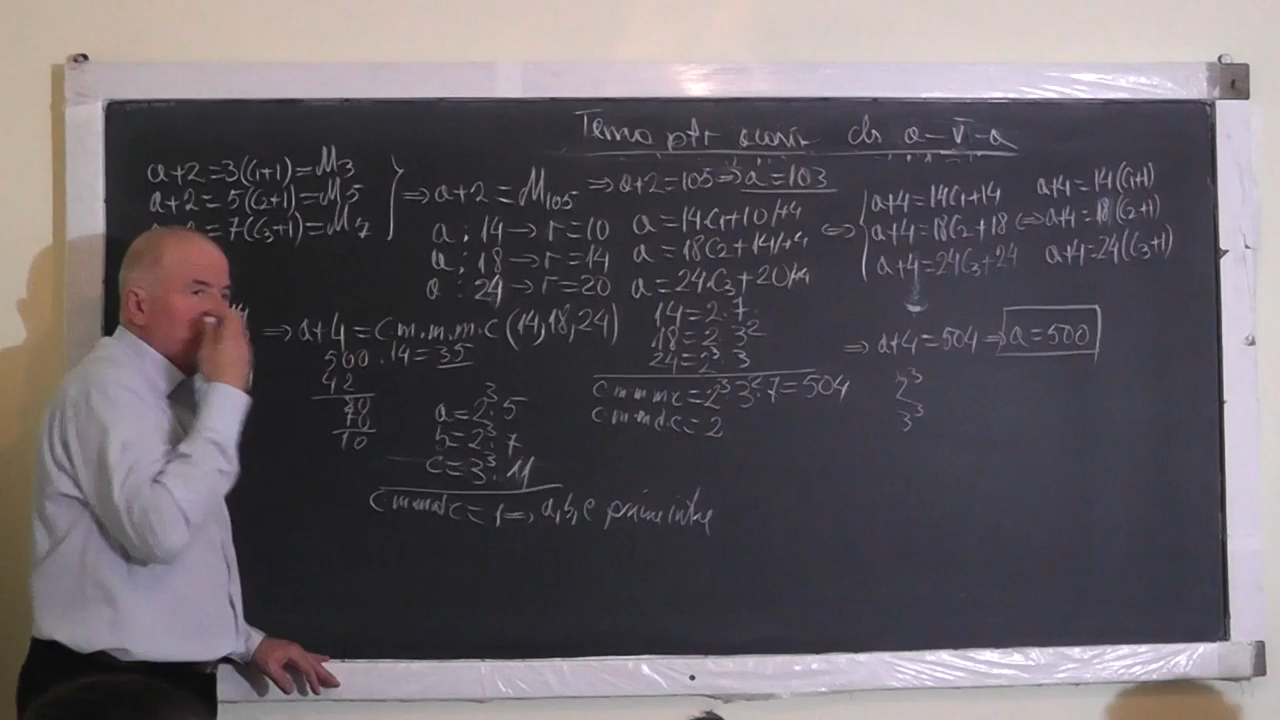 Tema ptr acasă cls a-V-a
a+2=3(c1+1)=M3
a+2=5(c2+1)=M5
=7(c3+1)=M7
⇒a+2=M105 ⇒a+2=105⇒a=103
a:14→r=10 a=14c1+10/+4
a:18→r=14 a=18c2+14/+4
a:24→r=20 a=24c3+20/+4
⇔ a+4=14c1+14 a+4=14(c1+1)
a+4=18c2+18 ⇔a+4=18(c2+1)
a+4=24c3+24 a+4=24(c3+1)
⇒a+4=c.m.m.m.c(14,18,24)
14=2·7
18=2·3²
24=2³·3
cmmmc=2³·3²·7=504
cmmdc=2
⇒a+4=504⇒a=500
2³
3³
500:14=35
42
80
70
10
a=2³·5
b=2³·7
c=3³·11
cmmdc=1⇒a,b,c prime între